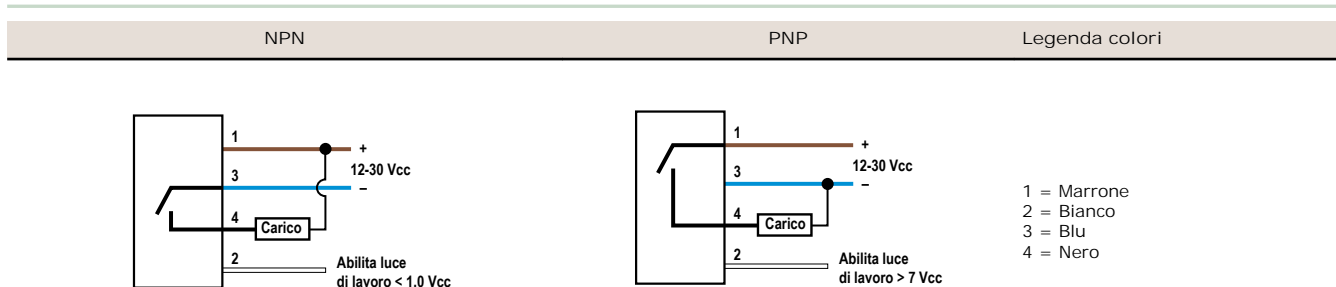 NPN PNP Legenda colori
1
+
12-30 Vcc
3
–
4
Carico
2
Abilita luce
di lavoro < 1.0 Vcc
1
+
12-30 Vcc
3
–
4
Carico
2
Abilita luce
di lavoro > 7 Vcc
1 = Marrone
2 = Bianco
3 = Blu
4 = Nero